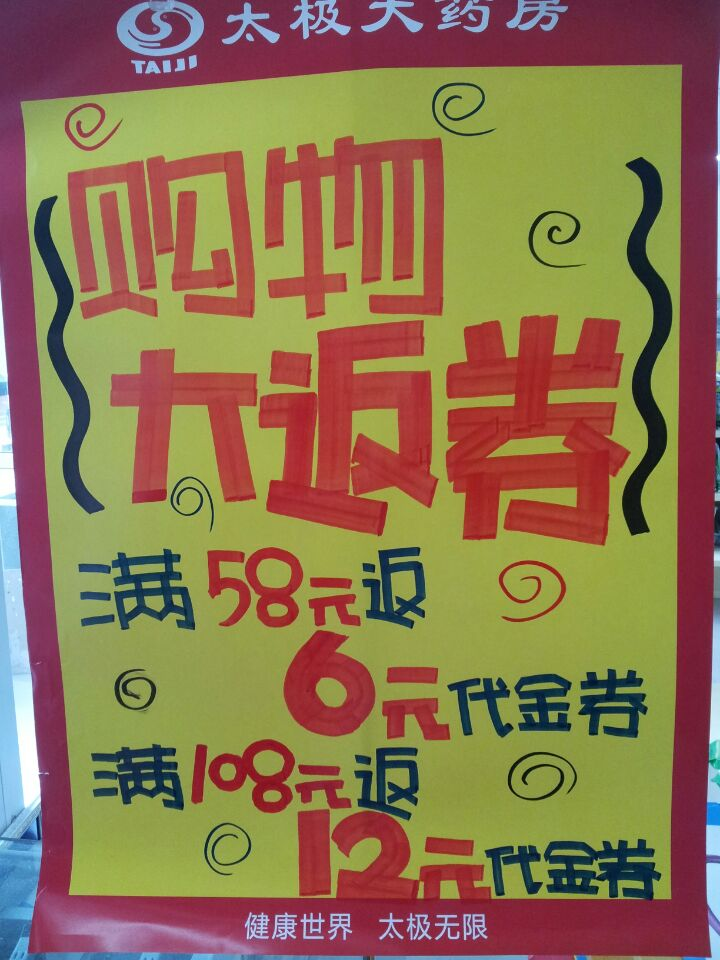 TAIJI 太极大药房
购物
大返券
满58元返
6元代金券
满108元返
12元代金券
健康世界 太极无限